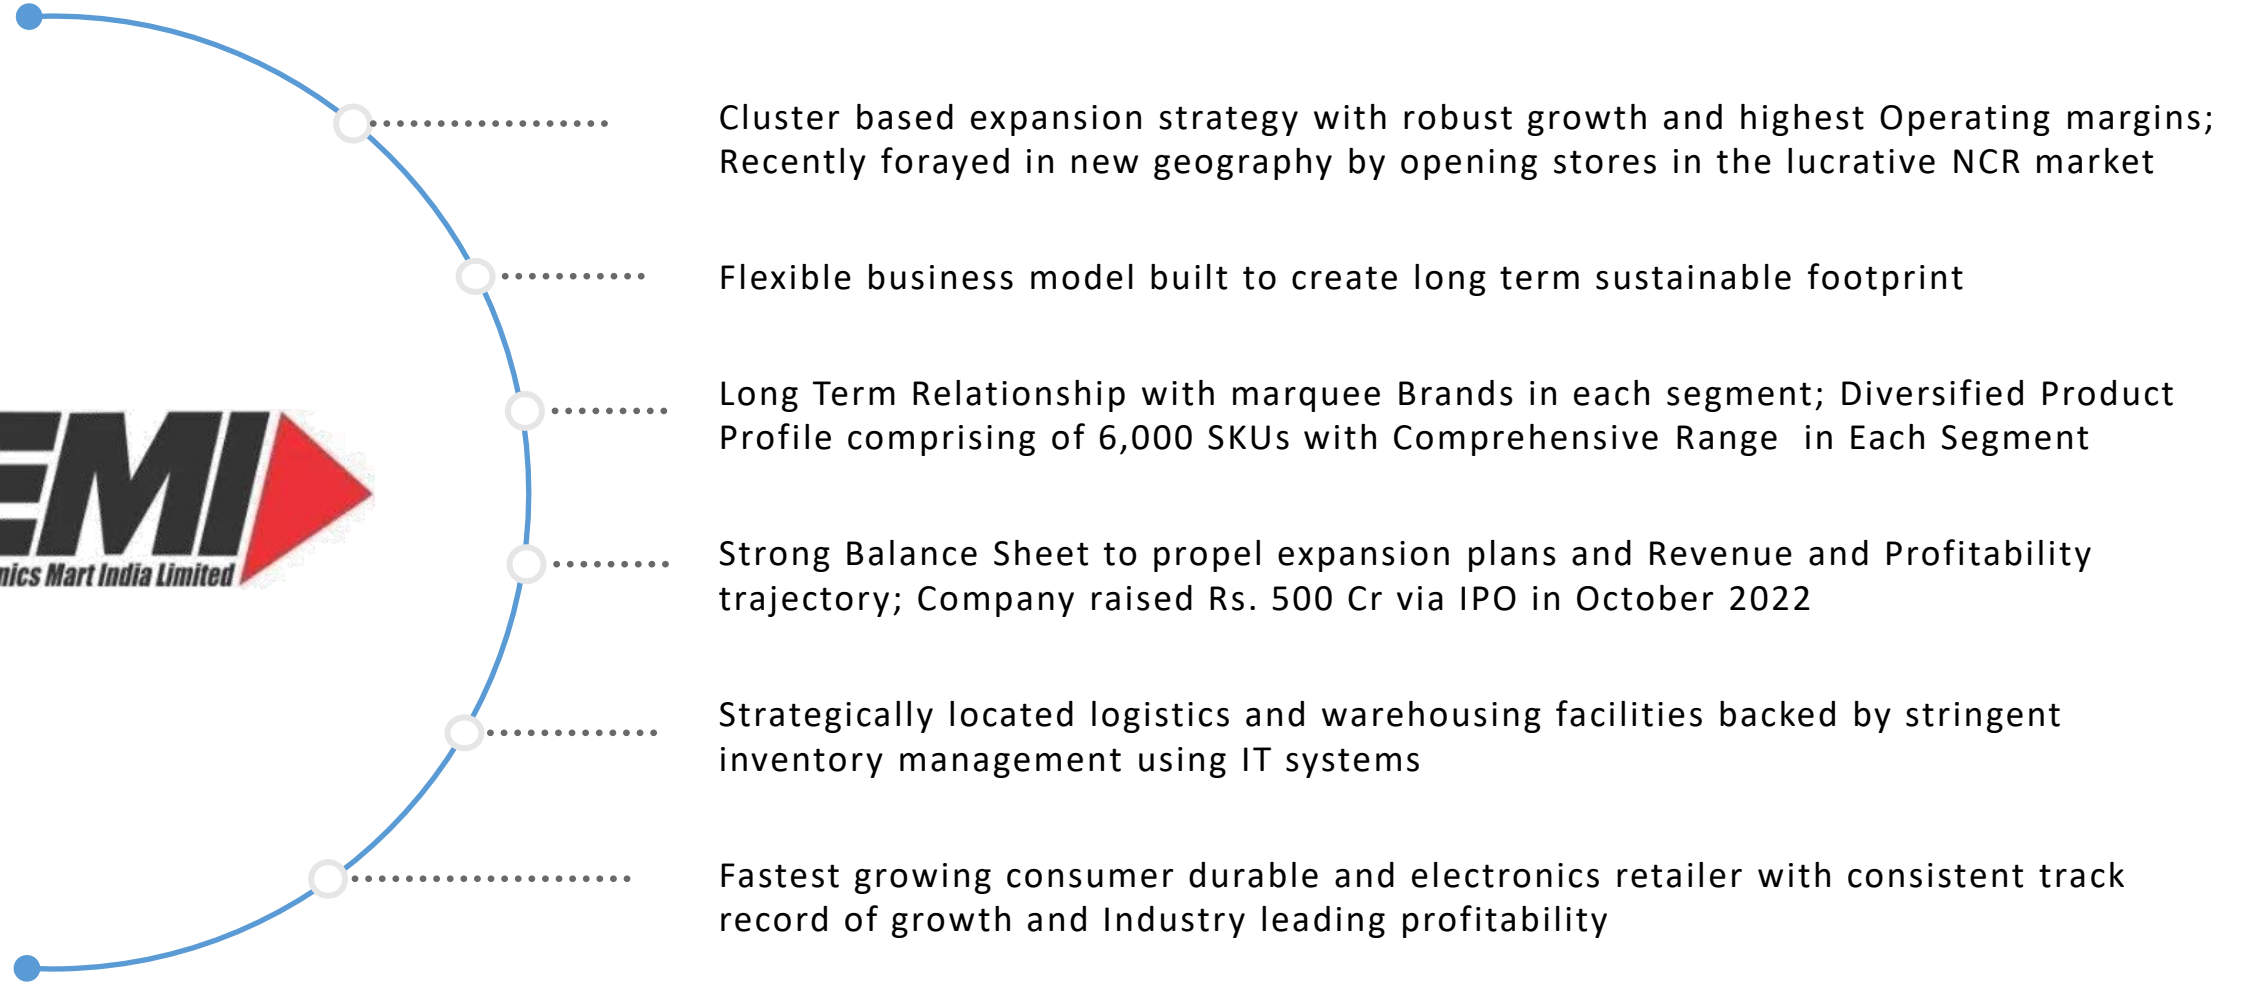 Cluster based expansion strategy with robust growth and highest Operating margins;
Recently forayed in new geography by opening stores in the lucrative NCR market
Flexible business model built to create long term sustainable footprint
Long Term Relationship with marquee Brands in each segment; Diversified Product
Profile comprising of 6,000 SKUs with Comprehensive Range in Each Segment
EMI
Mart India Limited
Strong Balance Sheet to propel expansion plans and Revenue and Profitability
trajectory; Company raised Rs. 500 Cr via IPO in October 2022
Strategically located logistics and warehousing facilities backed by stringent
inventory management using IT systems
Fastest growing consumer durable and electronics retailer with consistent track
record of growth and Industry leading profitability